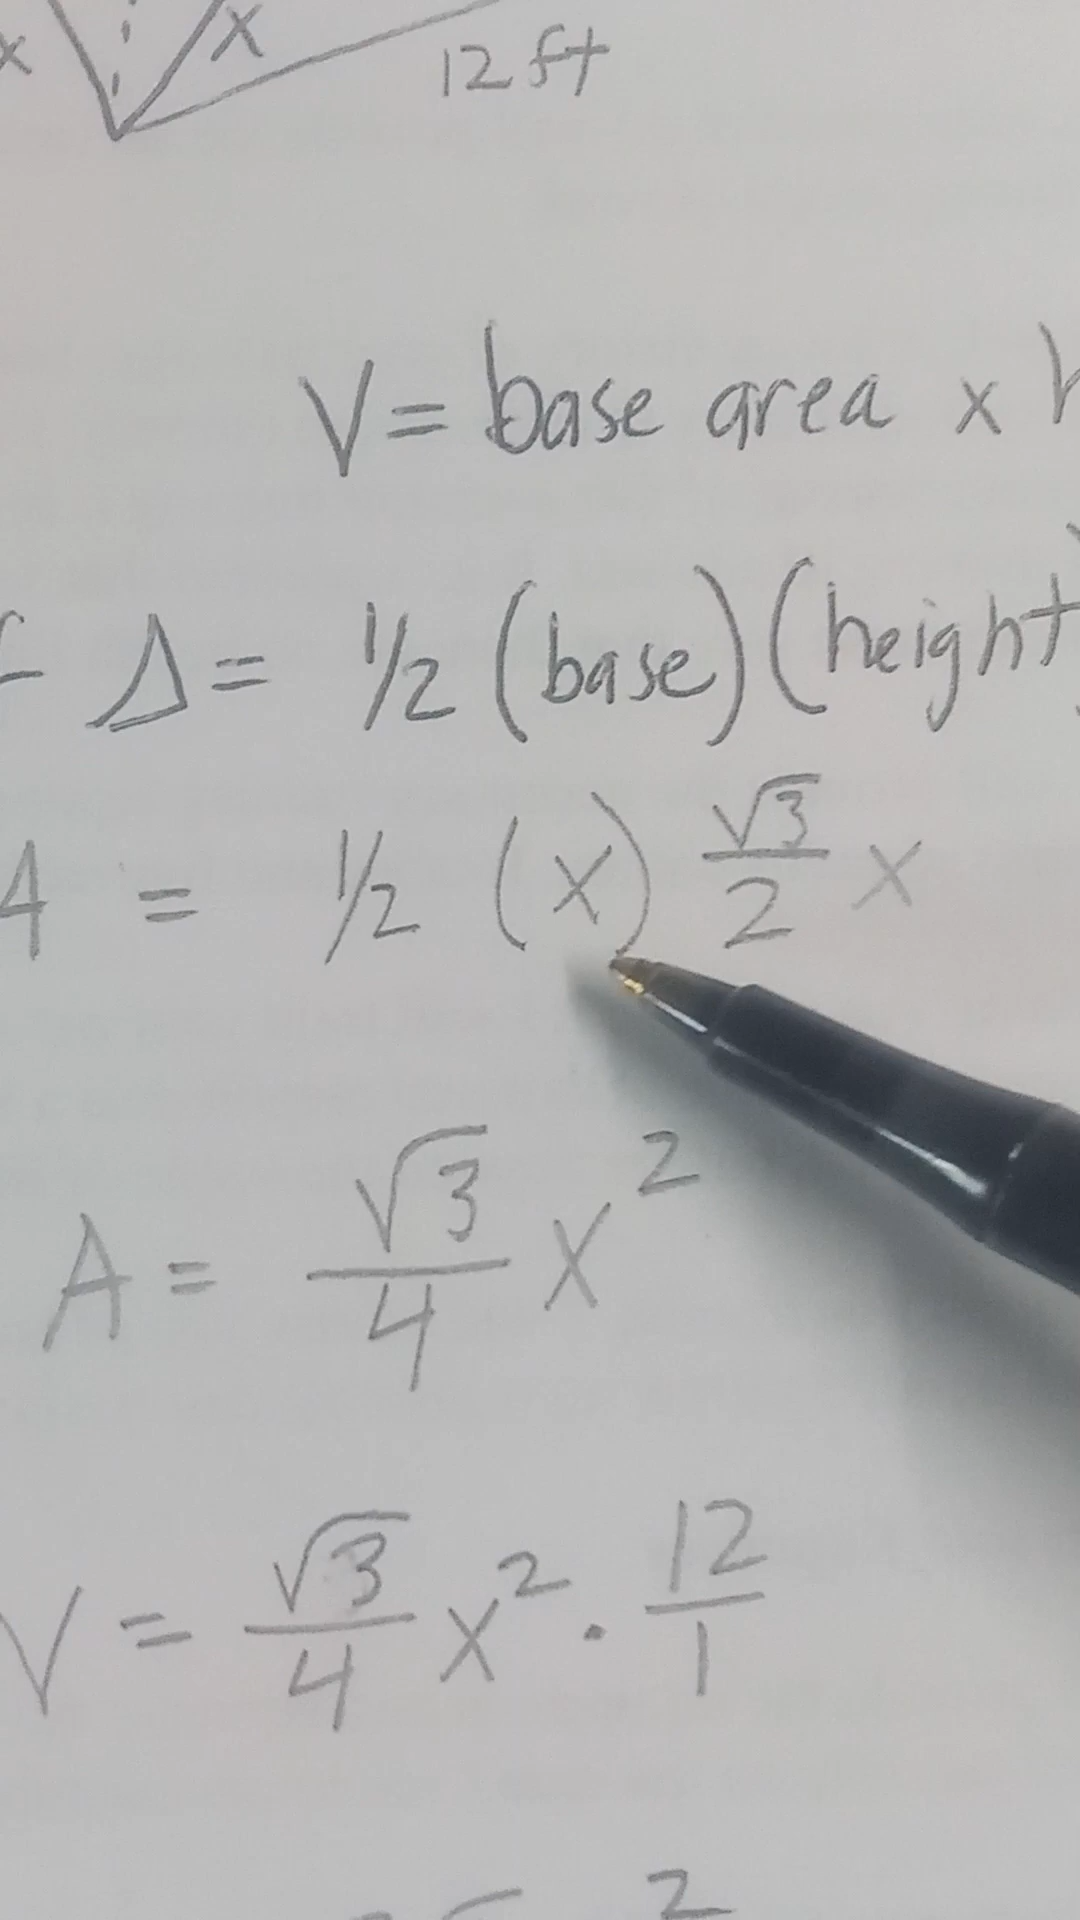 x x 12 ft
V = base area x
Δ = 1/2 (base) (height)
A = 1/2 (x) √3/2 x
A = √3/4 x²
V = √3/4 x² · 12/1
2